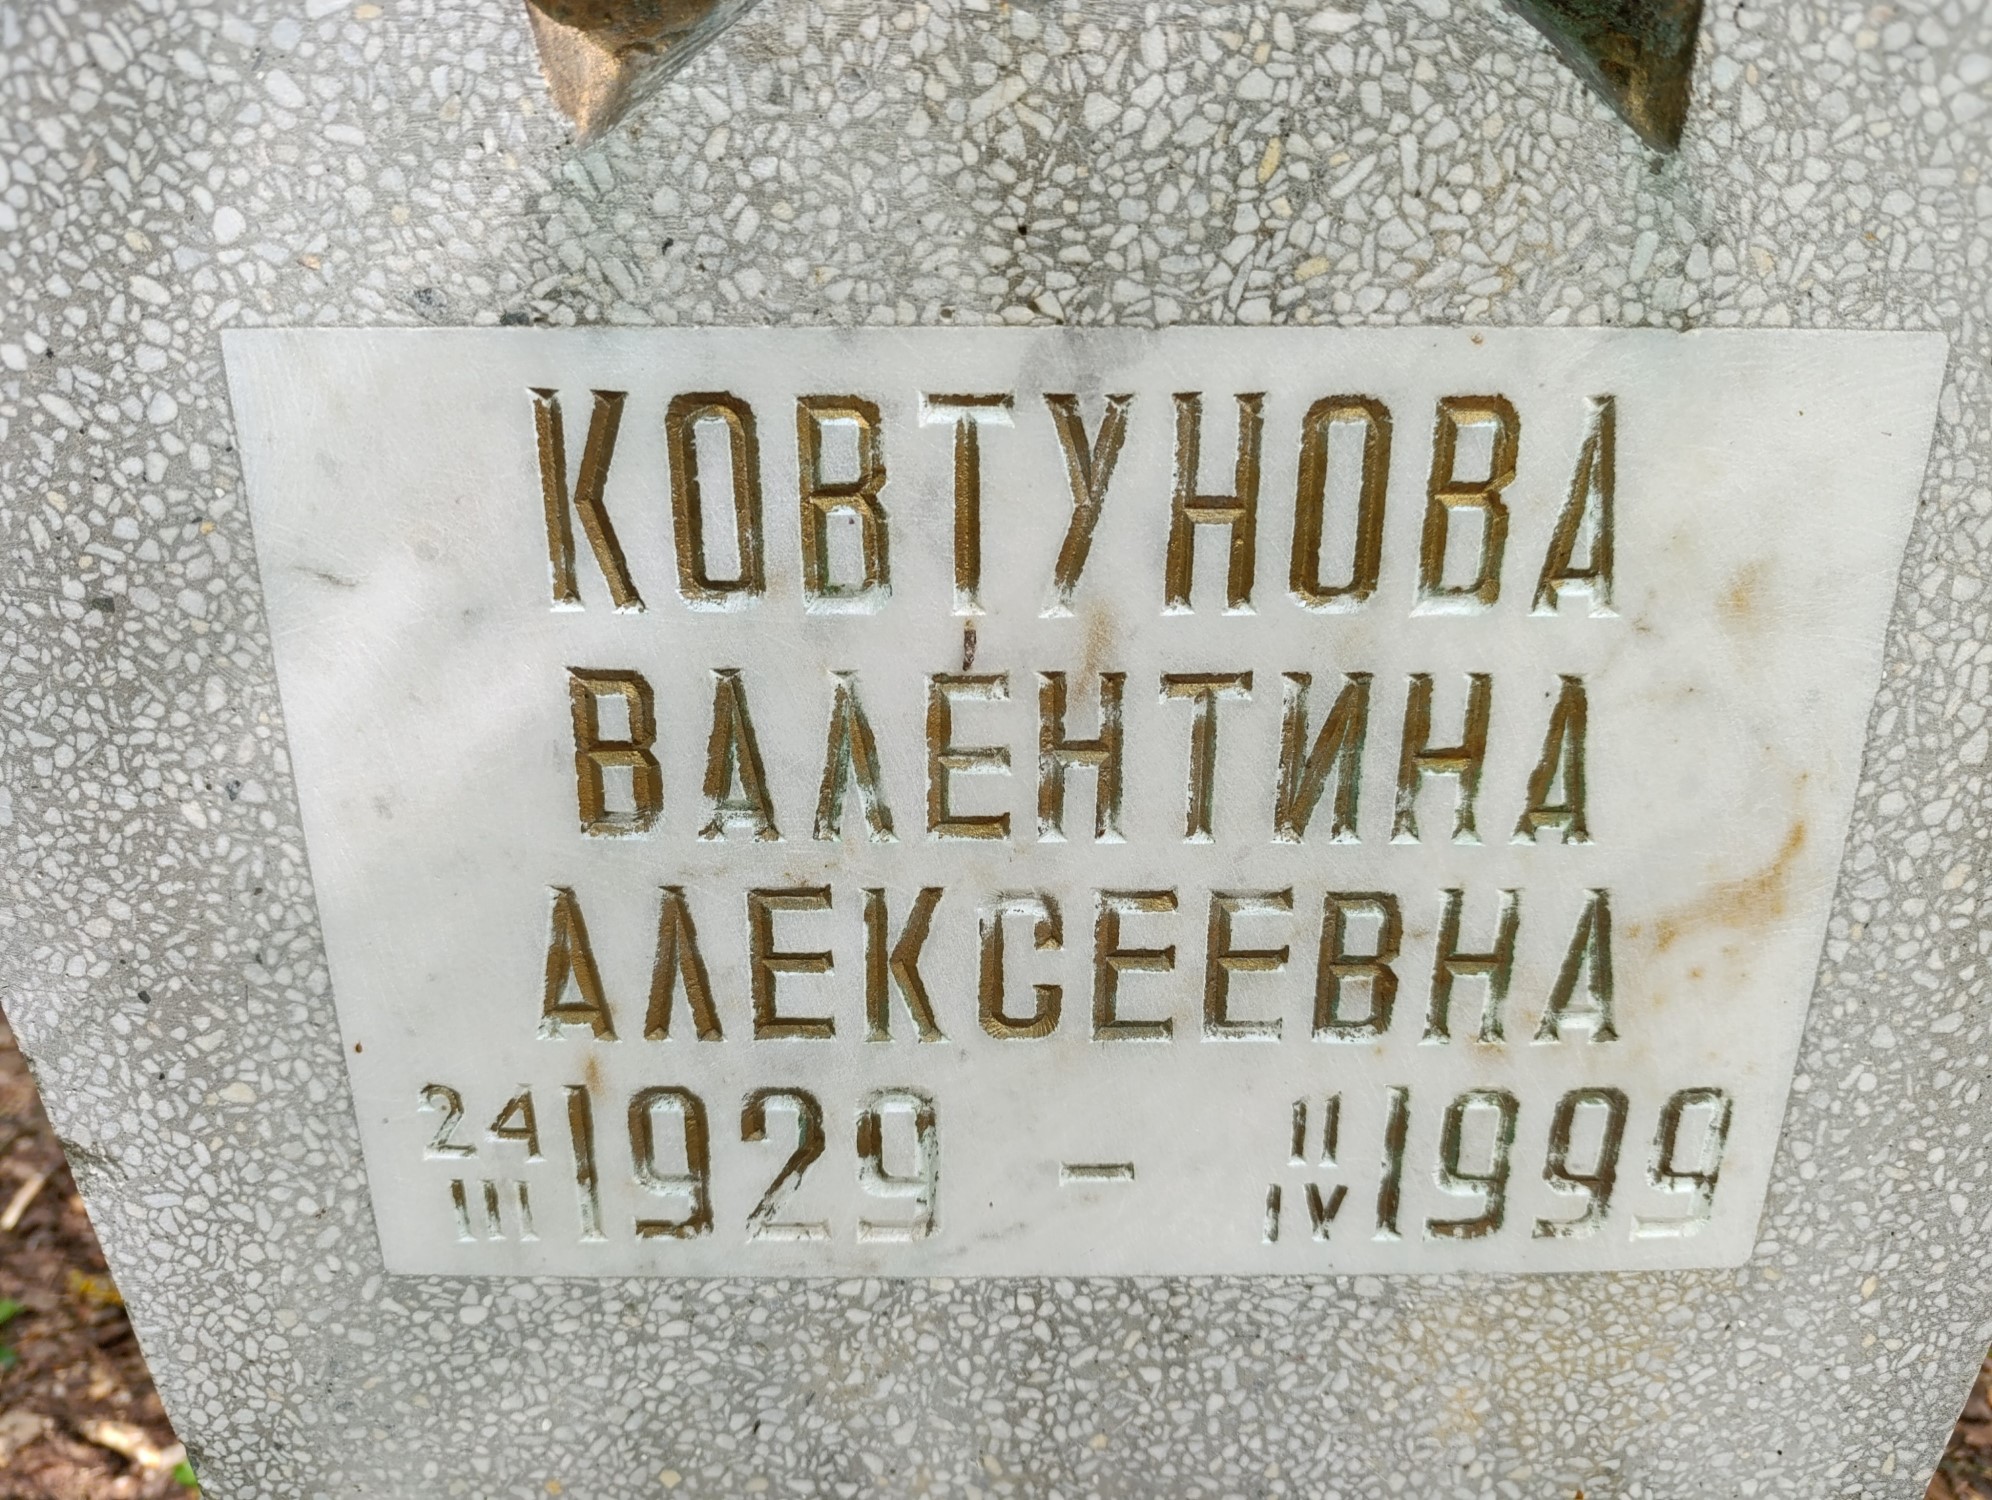 КОВТУНОВА
ВАЛЕНТИНА
АЛЕКСЕЕВНА
24 III 1929 - 11 IV 1999